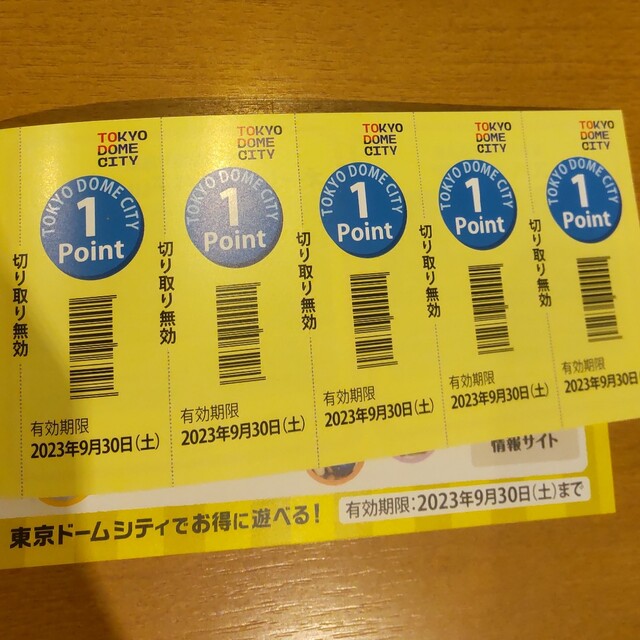 TOKYO
DOME
CITY
TOKYO DOME CITY
1
Point
切り取り無効
有効期限
2023年9月30日(土)
TOKYO
DOME
CITY
TOKYO DOME CITY
1
Point
切り取り無効
有効期限
2023年9月30日(土)
TOKYO
DOME
CITY
TOKYO DOME CITY
1
Point
切り取り無効
有効期限
2023年9月30日(土)
TOKYO
DOME
CITY
TOKYO DOME CITY
1
Point
切り取り無効
有効期限
2023年9月30日(土)
TOKYO
DOME
CITY
TOKYO DOME CITY
1
Point
切り取り無効
有効期限
2023年9月30日
情報サイト
東京ドームシティでお得に遊べる!
有効期限:2023年9月30日(土)まで